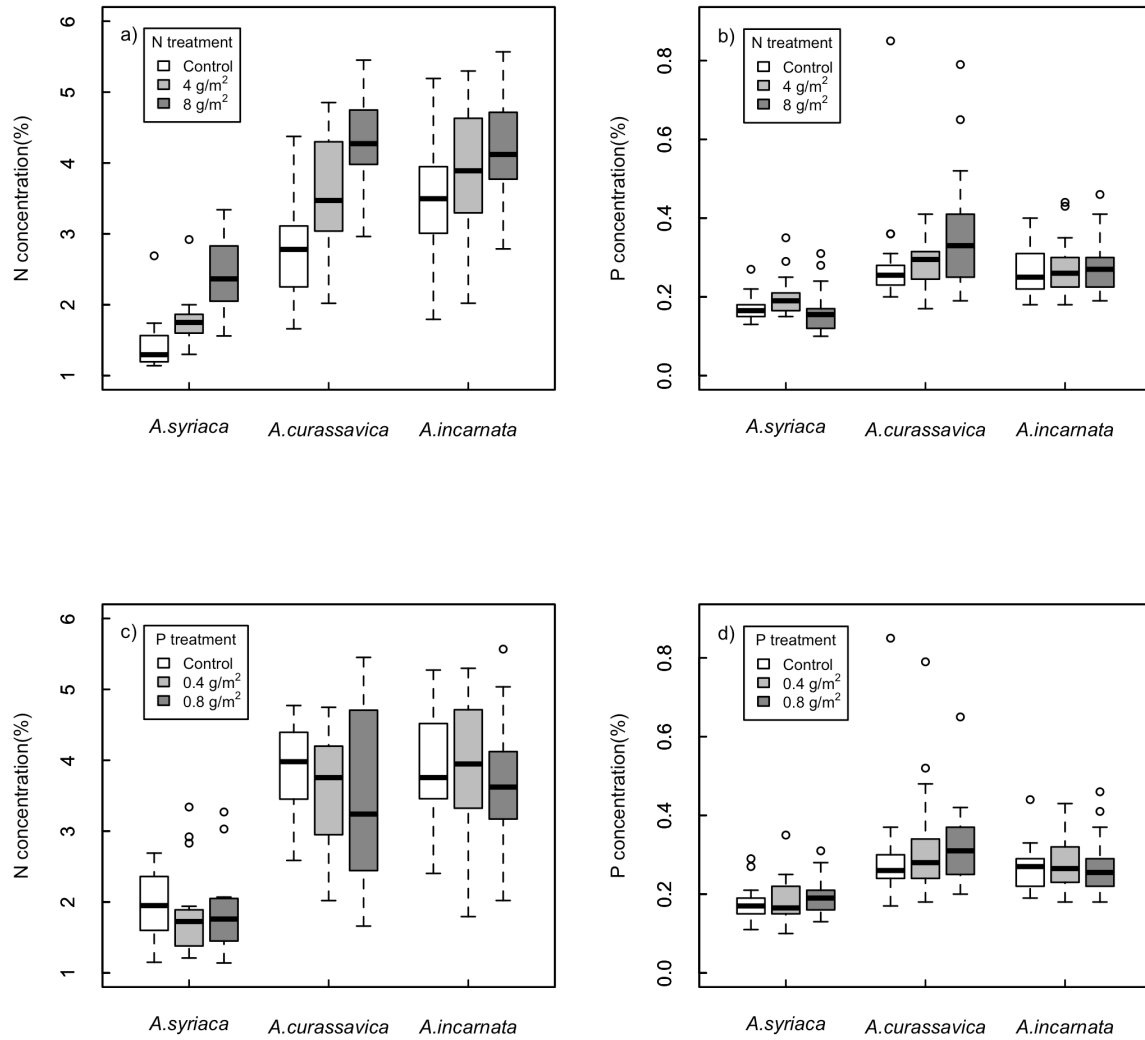 a)
N treatment
Control
4 g/m²
8 g/m²
N concentration(%)
1
2
3
4
5
6
A.syriaca
A.curassavica
A.incarnata
b)
N treatment
Control
4 g/m²
8 g/m²
P concentration(%)
0.0
0.2
0.4
0.6
0.8
A.syriaca
A.curassavica
A.incarnata
c)
P treatment
Control
0.4 g/m²
0.8 g/m²
N concentration(%)
1
2
3
4
5
6
A.syriaca
A.curassavica
A.incarnata
d)
P treatment
Control
0.4 g/m²
0.8 g/m²
P concentration(%)
0.0
0.2
0.4
0.6
0.8
A.syriaca
A.curassavica
A.incarnata